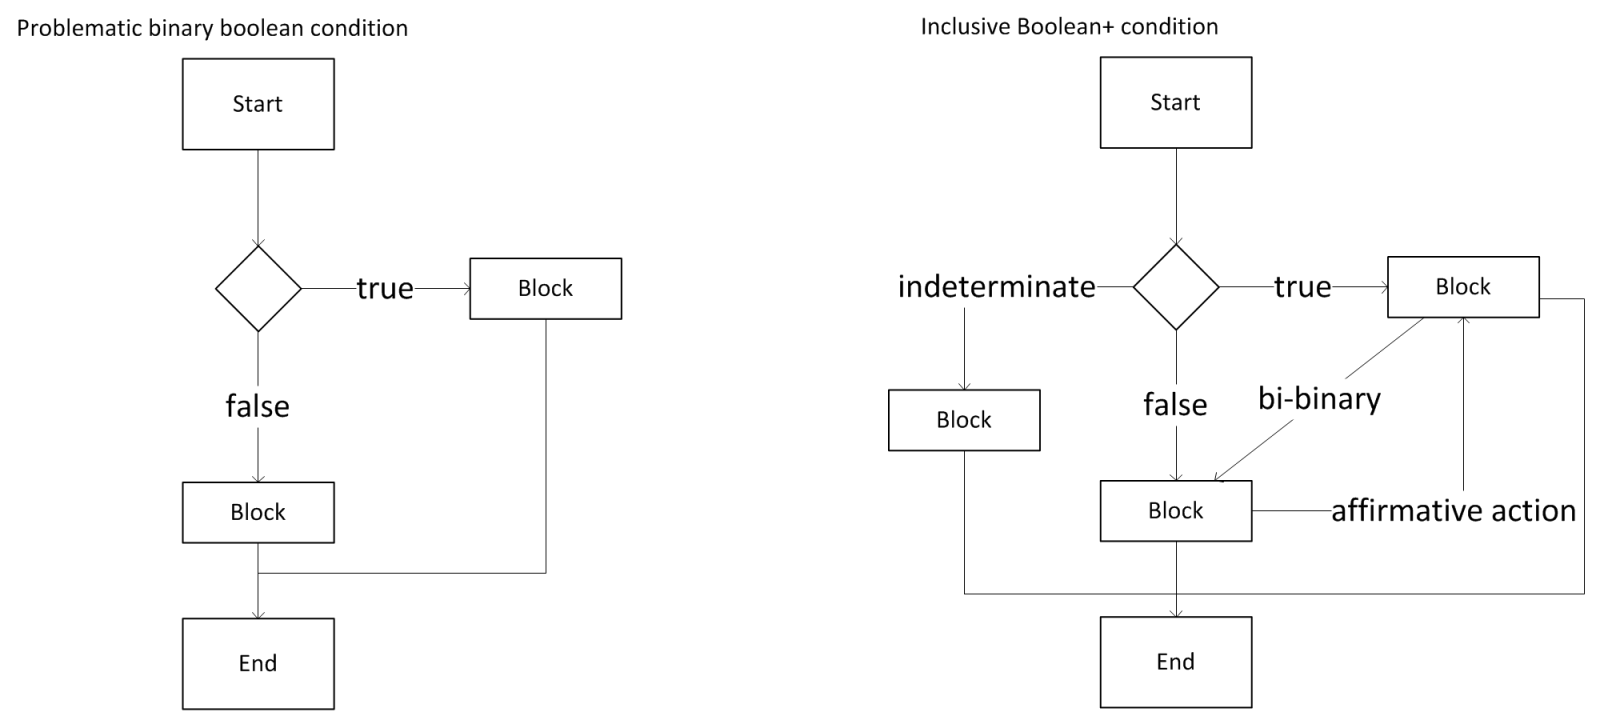 Problematic binary boolean condition
Start
true
Block
false
Block
End
Inclusive Boolean+ condition
Start
indeterminate
true
Block
Block
false
bi-binary
Block
affirmative action
End